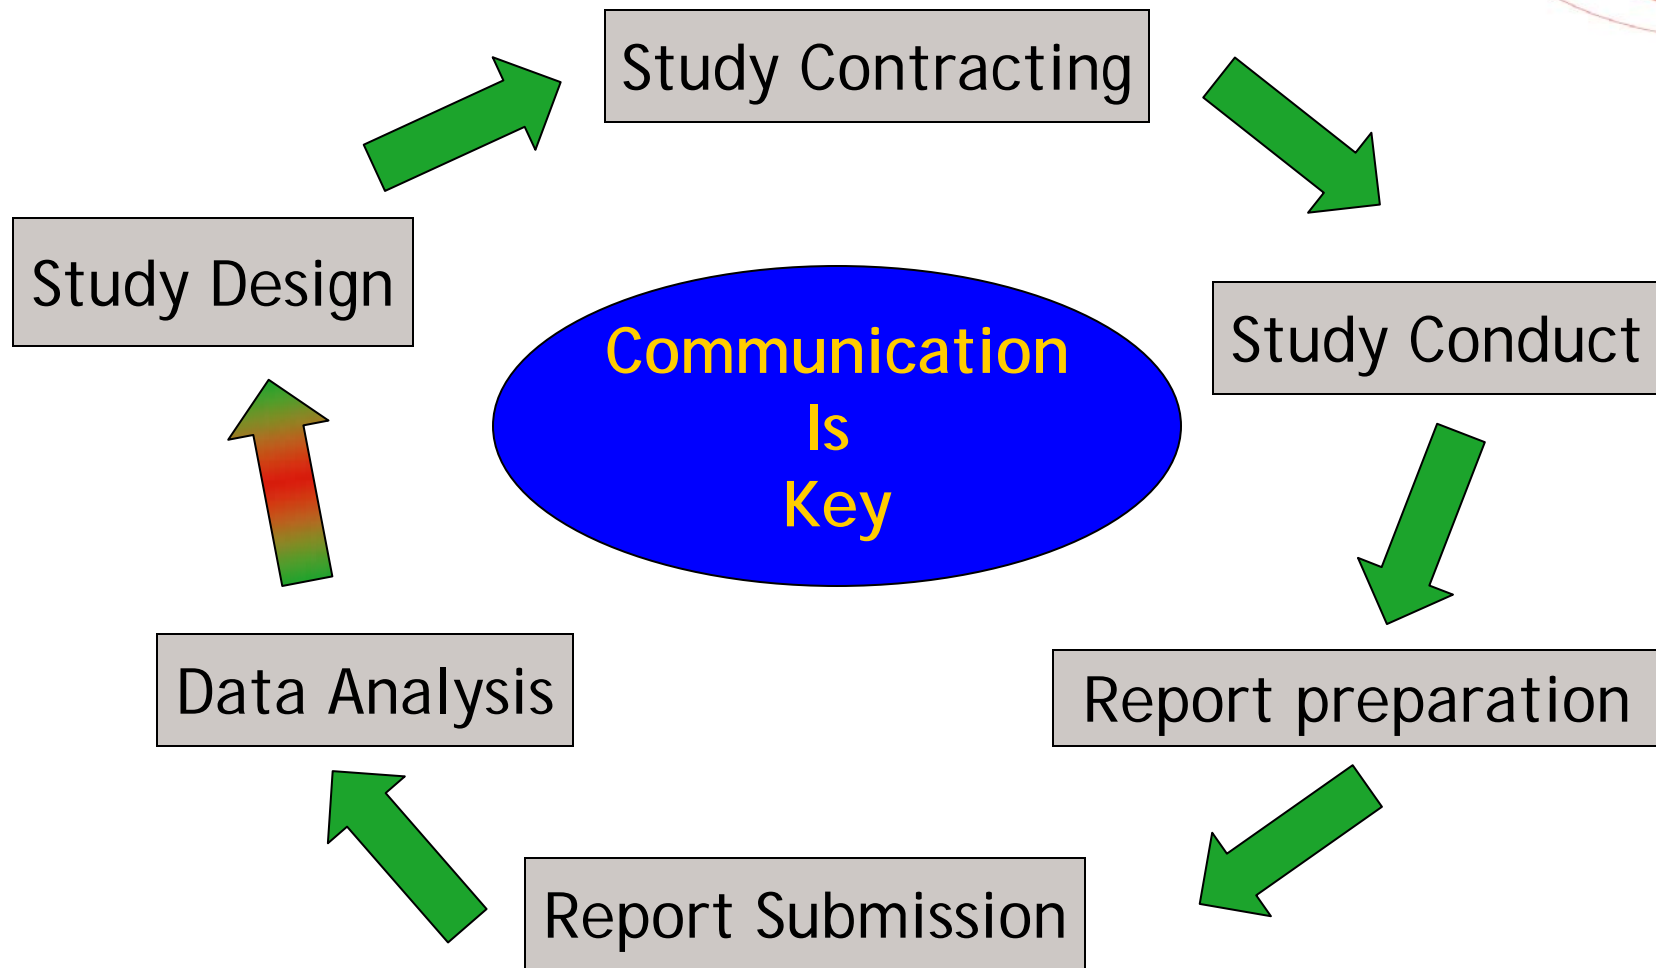 Study Contracting
Study Design
Study Conduct
Communication
Is
Key
Data Analysis
Report preparation
Report Submission